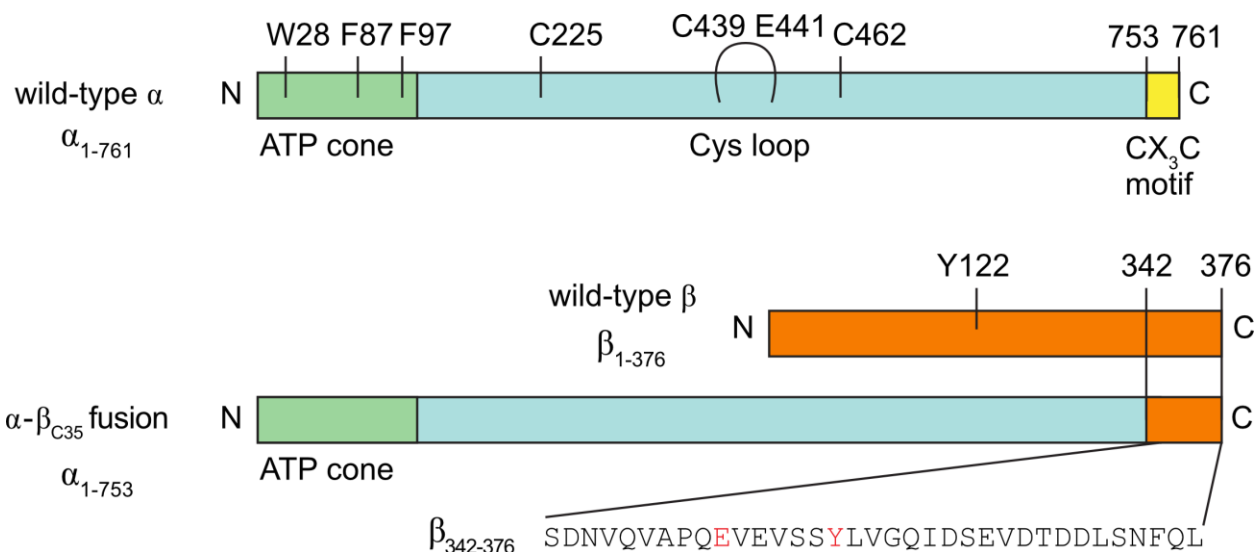 W28 F87 F97 C225 C439 E441 C462 753 761
wild-type α N C
α1-761 ATP cone Cys loop CX3C
motif
Y122 342 376
wild-type β N C
β1-376
α-βC35 fusion N C
α1-753 ATP cone
β342-376 SDNVQVAPQEVEVSSYLVGQIDSEVDTDDLSNFQL